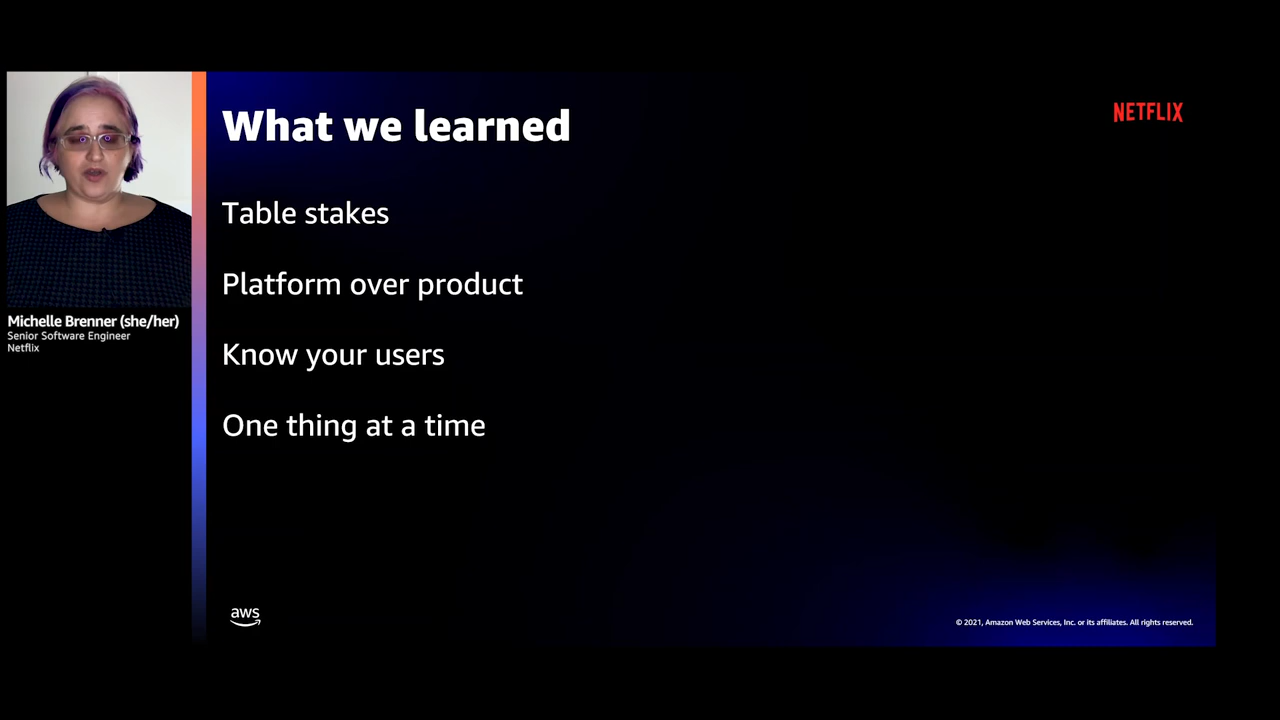 What we learned
NETFLIX
Table stakes
Platform over product
Know your users
One thing at a time
Michelle Brenner (she/her)
Senior Software Engineer
Netflix
aws
© 2021, Amazon Web Services, Inc. or its affiliates. All rights reserved.